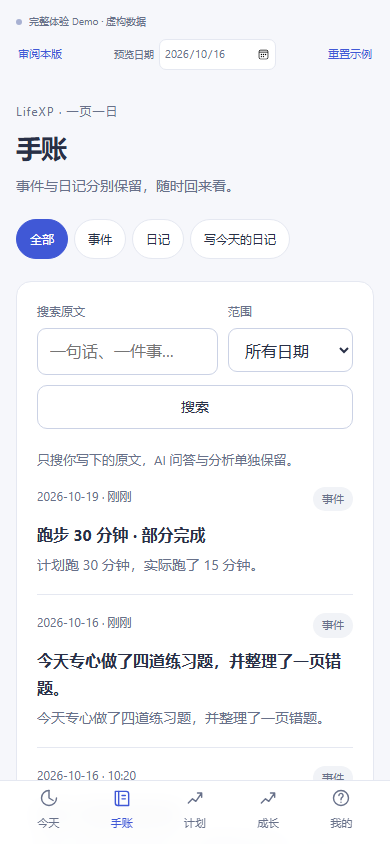 完整体验 Demo · 虚构数据
审阅本版 预览日期 2026/10/16 重置示例
LifeXP · 一页一日
手账
事件与日记分别保留，随时回来看。
全部 事件 日记 写今天的日记
搜索原文 范围
一句话、一件事... 所有日期
搜索
只搜你写下的原文，AI 问答与分析单独保留。
2026-10-19 · 刚刚 事件
跑步 30 分钟 · 部分完成
计划跑 30 分钟，实际跑了 15 分钟。
2026-10-16 · 刚刚 事件
今天专心做了四道练习题，并整理了一页错
题。
今天专心做了四道练习题，并整理了一页错题。
2026-10-16 · 10:20 事件
今天 手账 计划 成长 我的